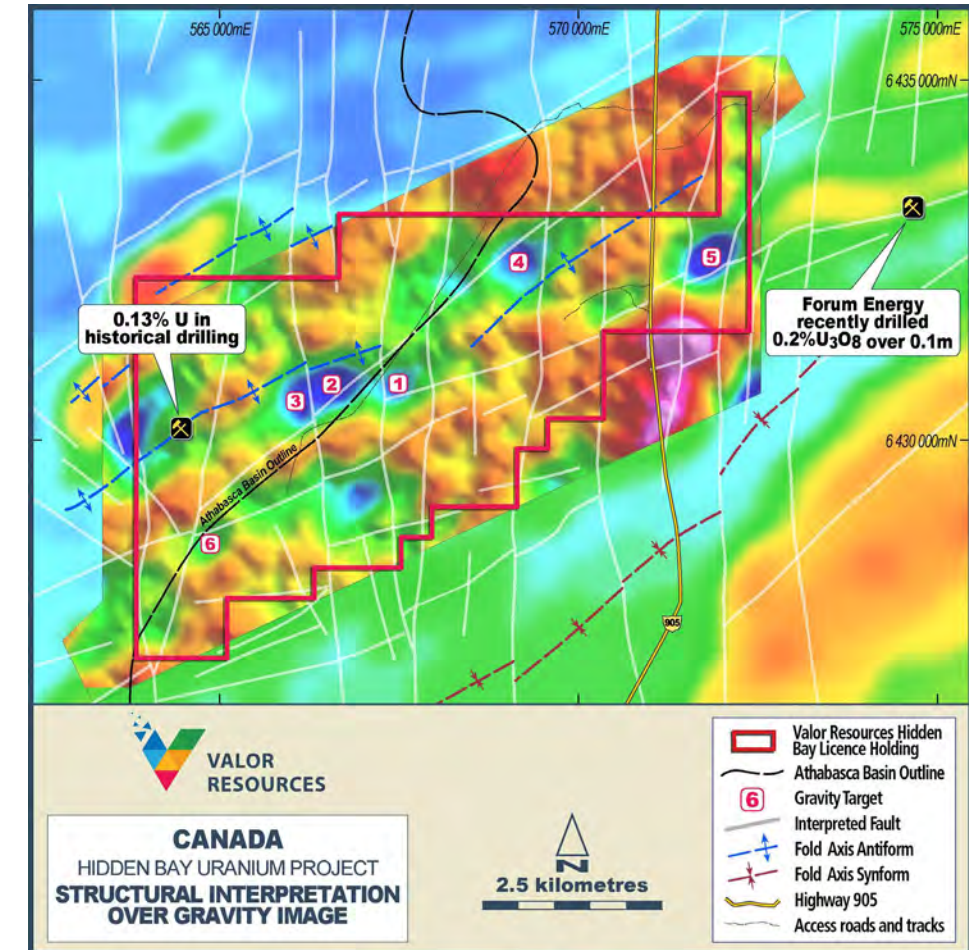 565 000mE
570 000mE
575 000mE
6 435 000mN
0.13% U in
historical drilling
Forum Energy
recently drilled
0.2%U₃O₈ over 0.1m
4
5
3
2
1
6 430 000mN
Athabasca Basin Outline
6
905
VALOR
RESOURCES
CANADA
HIDDEN BAY URANIUM PROJECT
STRUCTURAL INTERPRETATION
OVER GRAVITY IMAGE
N
2.5 kilometres
Valor Resources Hidden
Bay Licence Holding
Athabasca Basin Outline
6
Gravity Target
Interpreted Fault
Fold Axis Antiform
Fold Axis Synform
Highway 905
Access roads and tracks